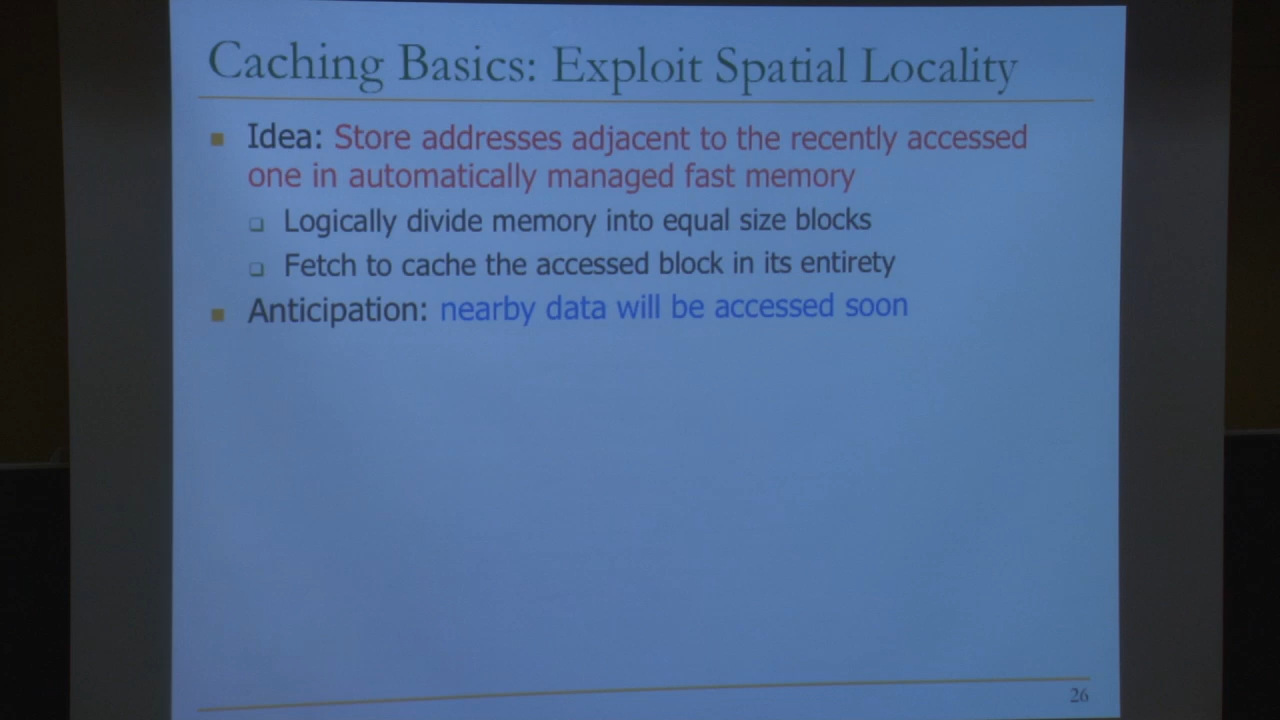 Caching Basics: Exploit Spatial Locality
Idea: Store addresses adjacent to the recently accessed
one in automatically managed fast memory
Logically divide memory into equal size blocks
Fetch to cache the accessed block in its entirety
Anticipation: nearby data will be accessed soon
26